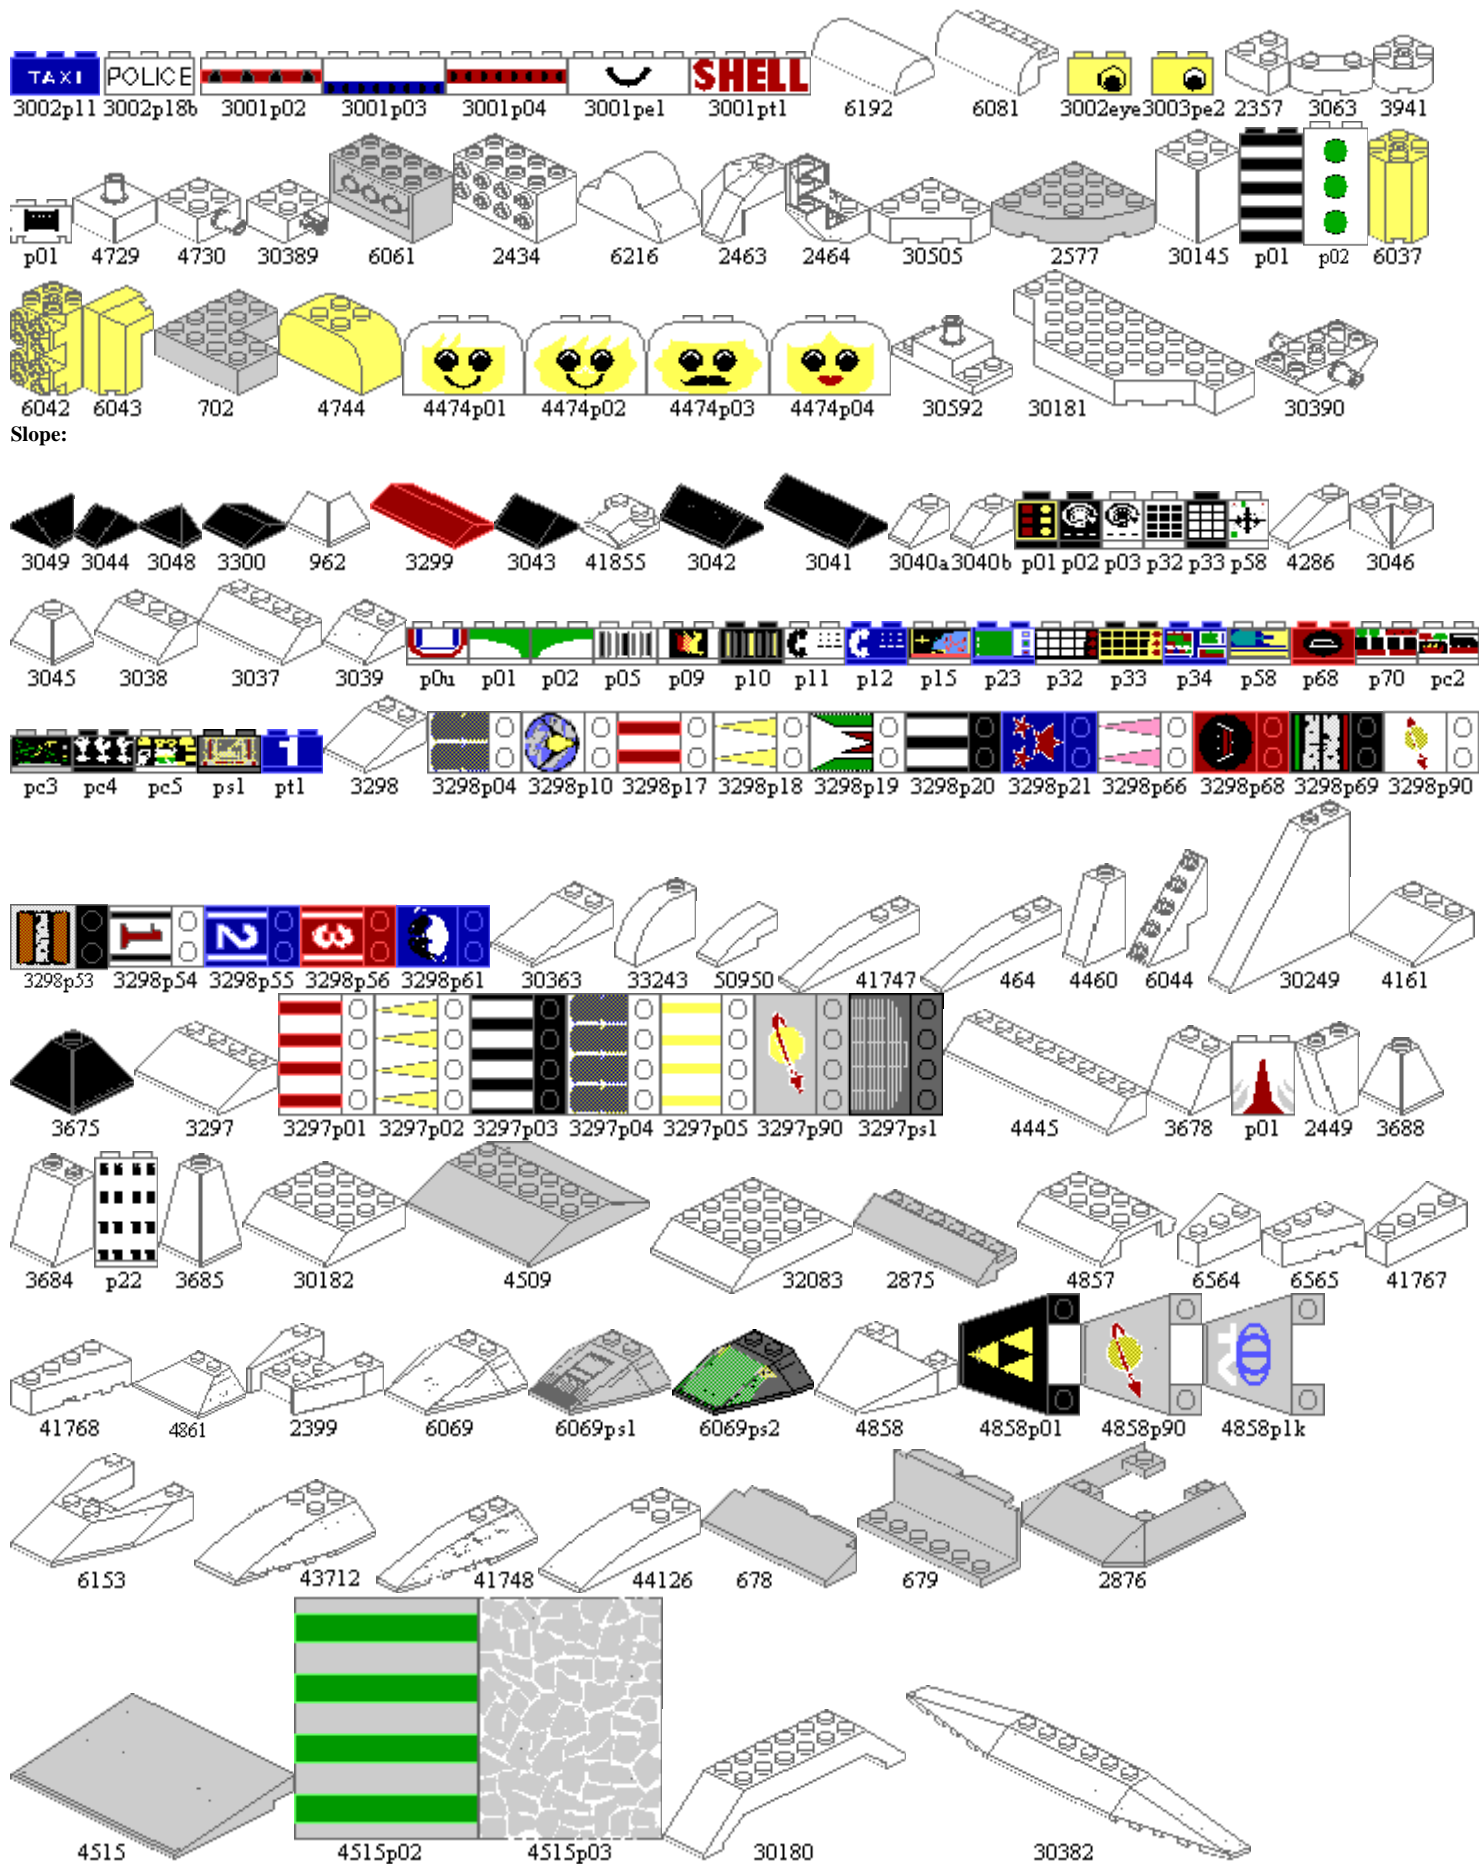 TAXI POLICE SHELL
3002p11 3002p18b 3001p02 3001p03 3001p04 3001pe1 3001pt1 6192 6081 3002eye 3003pe2 2357 3063 3941
p01 4729 4730 30389 6061 2434 6216 2463 2464 30505 2577 30145 p01 p02 6037
6042 6043 702 4744 4474p01 4474p02 4474p03 4474p04 30592 30181 30390
Slope:
3049 3044 3048 3300 962 3299 3043 41855 3042 3041 3040a 3040b p01 p02 p03 p32 p33 p58 4286 3046
3045 3038 3037 3039 p0u p01 p02 p05 p09 p10 p11 p12 p15 p23 p32 p33 p34 p58 p68 p70 pc2
1
pc3 pc4 pc5 ps1 pt1 3298 3298p04 3298p10 3298p17 3298p18 3298p19 3298p20 3298p21 3298p66 3298p68 3298p69 3298p90
1 2 3
3298p53 3298p54 3298p55 3298p56 3298p61 30363 33243 50950 41747 464 4460 6044 30249 4161
3675 3297 3297p01 3297p02 3297p03 3297p04 3297p05 3297p90 3297ps1 4445 3678 p01 2449 3688
3684 p22 3685 30182 4509 32083 2875 4857 6564 6565 41767
41768 4861 2399 6069 6069ps1 6069ps2 4858 4858p01 4858p90 4858p1k
6153 43712 41748 44126 678 679 2876
4515 4515p02 4515p03 30180 30382